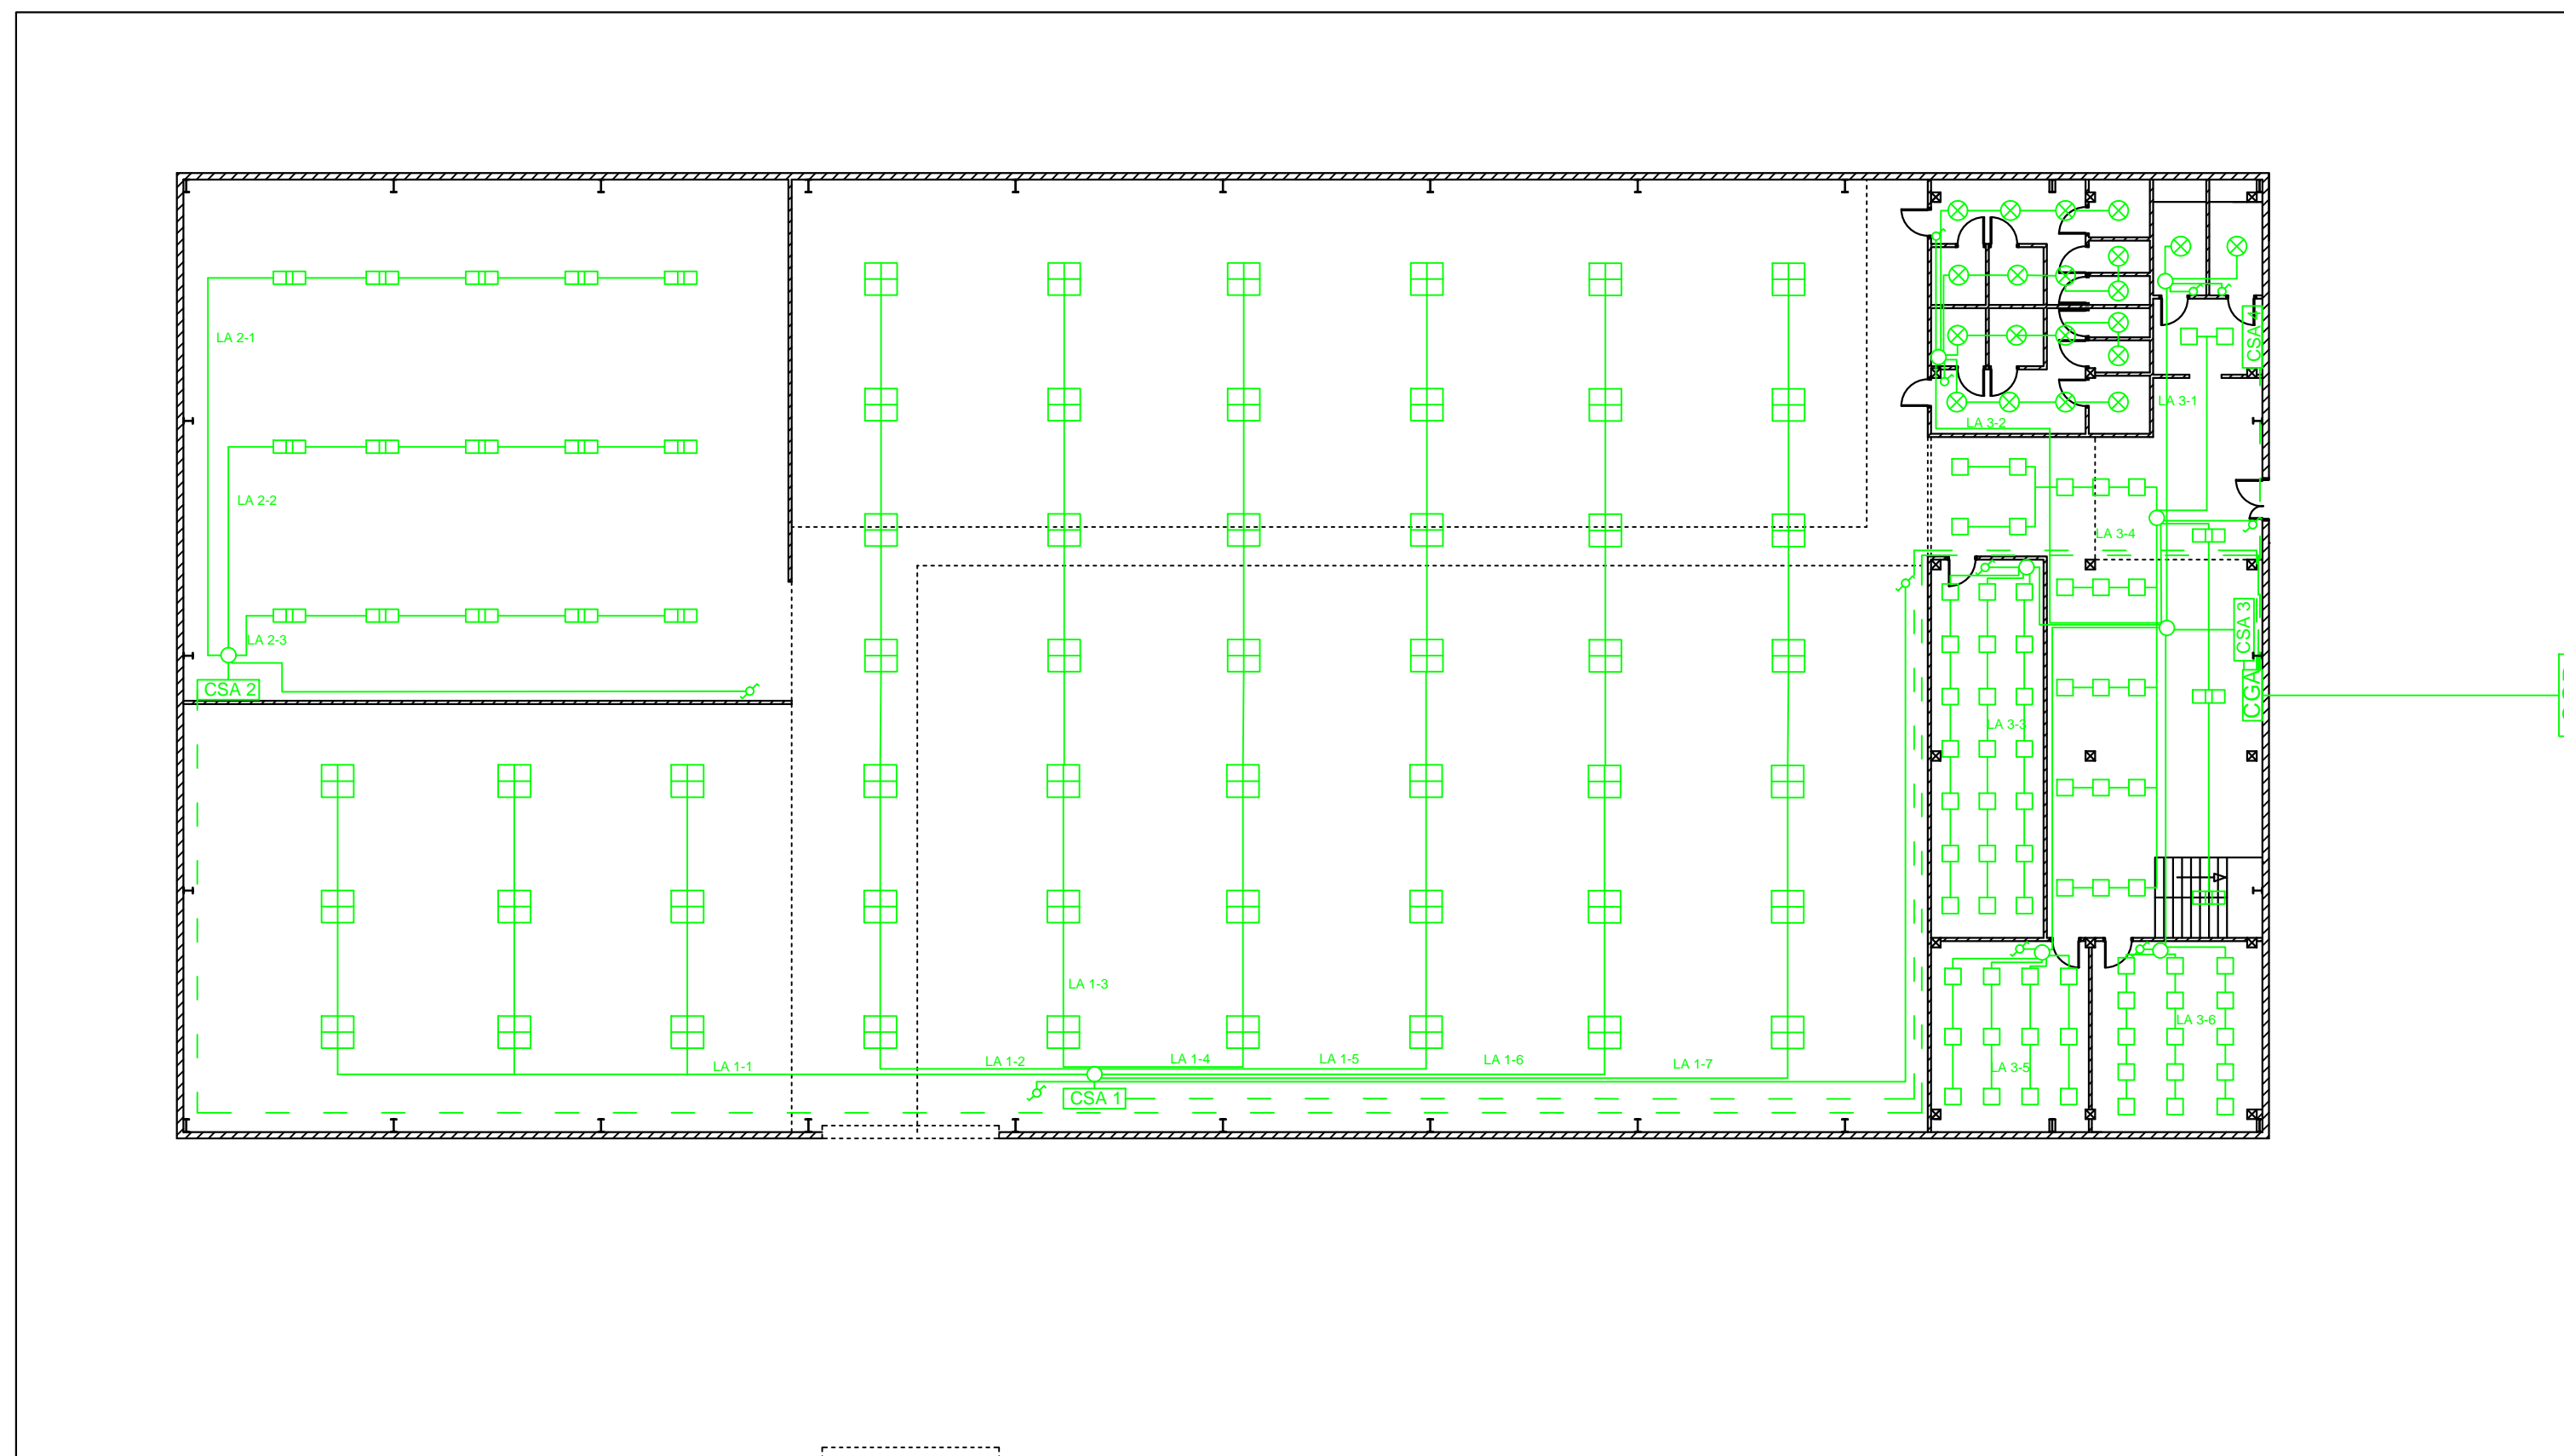 LA 2-1
LA 2-2
LA 2-3
CSA 2
LA 1-1
LA 1-2
LA 1-3
LA 1-4
LA 1-5
LA 1-6
LA 1-7
CSA 1
CSA 4
LA 3-1
LA 3-2
LA 3-4
CSA 3
CGA
LA 3-3
LA 3-6
LA 3-5